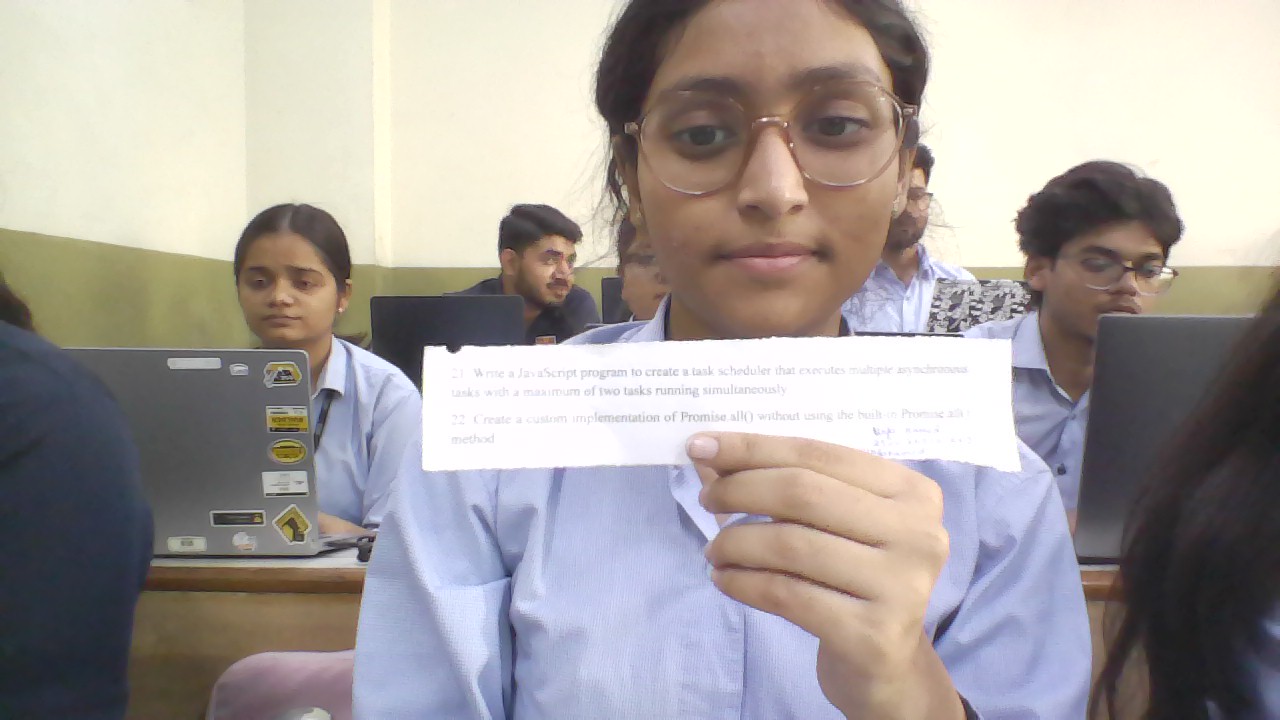 21. Write a JavaScript program to create a task scheduler that executes multiple asynchronous
tasks with a maximum of two tasks running simultaneously
22. Create a custom implementation of Promise.all() without using the built-in Promise.all()
method